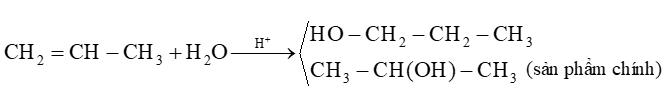 HO – CH₂ – CH₂ – CH₃
CH₂ = CH – CH₃ + H₂O —H⁺→
CH₃ – CH(OH) – CH₃ (sản phẩm chính)